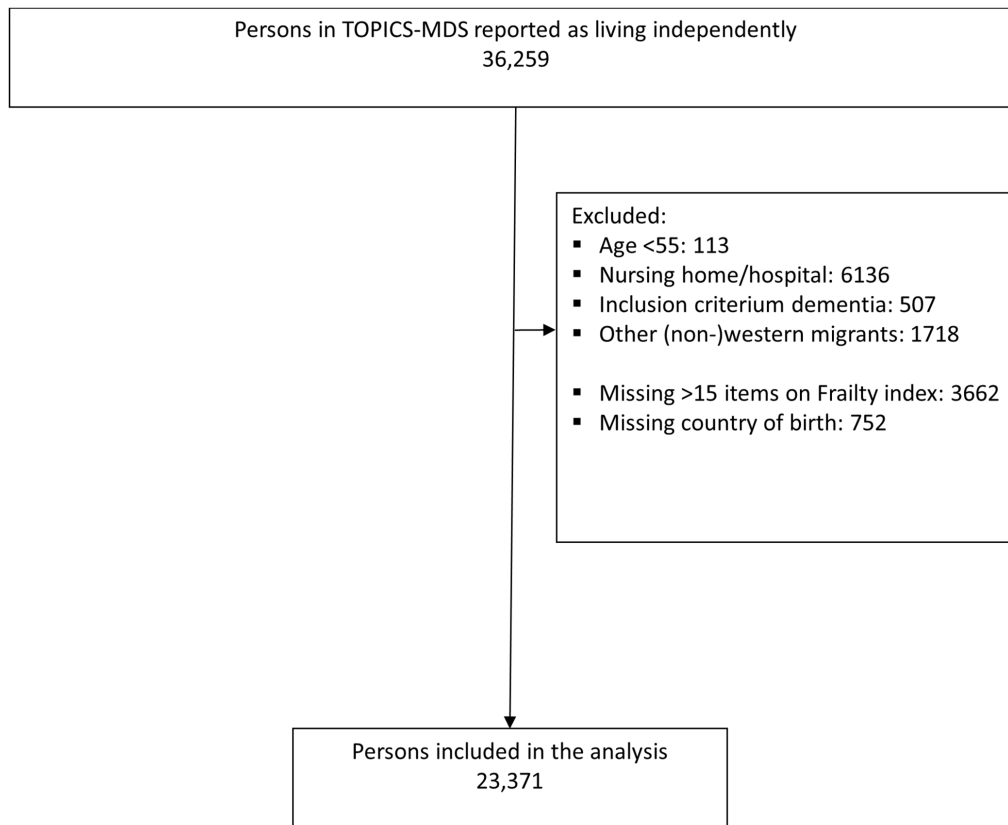 Persons in TOPICS-MDS reported as living independently
36,259
Excluded:
▪ Age <55: 113
▪ Nursing home/hospital: 6136
▪ Inclusion criterium dementia: 507
▪ Other (non-)western migrants: 1718
▪ Missing >15 items on Frailty index: 3662
▪ Missing country of birth: 752
Persons included in the analysis
23,371